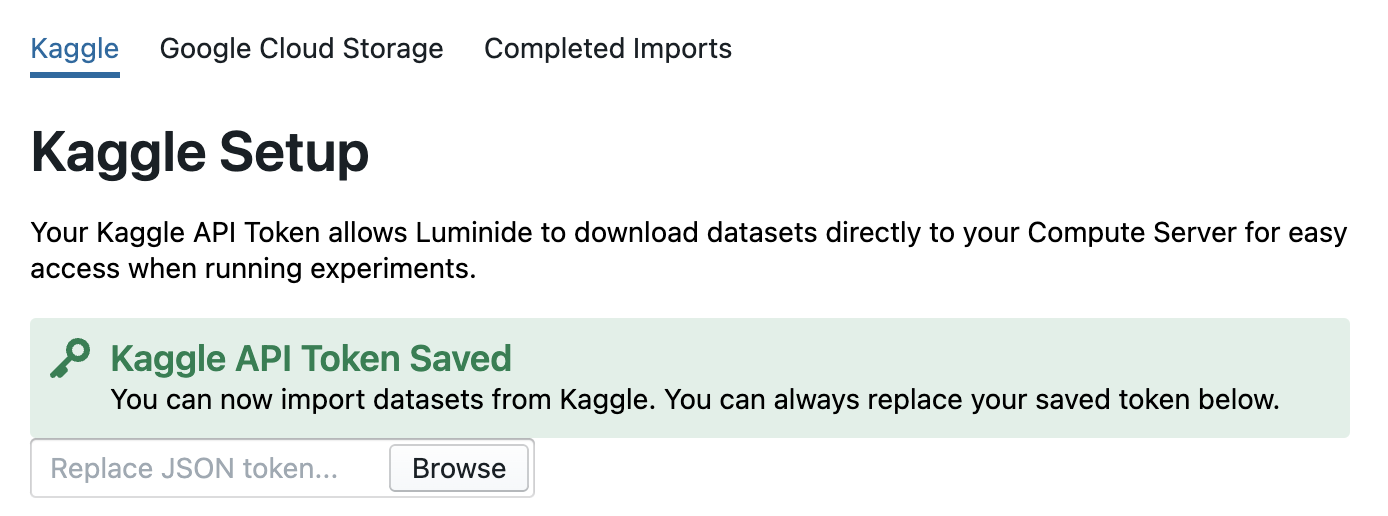 Kaggle Google Cloud Storage Completed Imports
Kaggle Setup
Your Kaggle API Token allows Luminide to download datasets directly to your Compute Server for easy
access when running experiments.
Kaggle API Token Saved
You can now import datasets from Kaggle. You can always replace your saved token below.
Replace JSON token... Browse